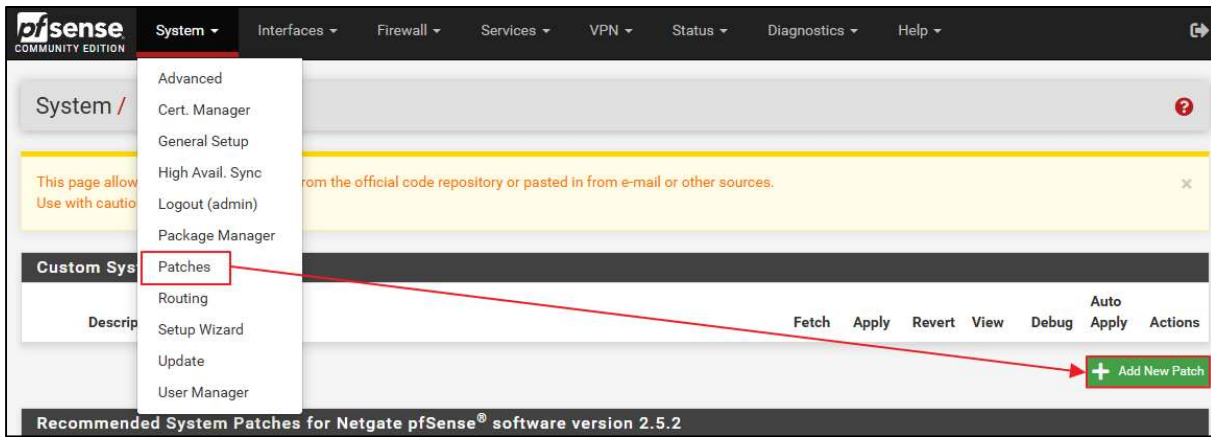 pfsense
COMMUNITY EDITION
System Interfaces Firewall Services VPN Status Diagnostics Help
System /
Advanced
Cert. Manager
General Setup
High Avail. Sync
Logout (admin)
Package Manager
Patches
Routing
Setup Wizard
Update
User Manager
This page allow rom the official code repository or pasted in from e-mail or other sources. ×
Use with cautio
Custom Sys
Descrip Fetch Apply Revert View Debug Auto Apply Actions
+ Add New Patch
Recommended System Patches for Netgate pfSense® software version 2.5.2